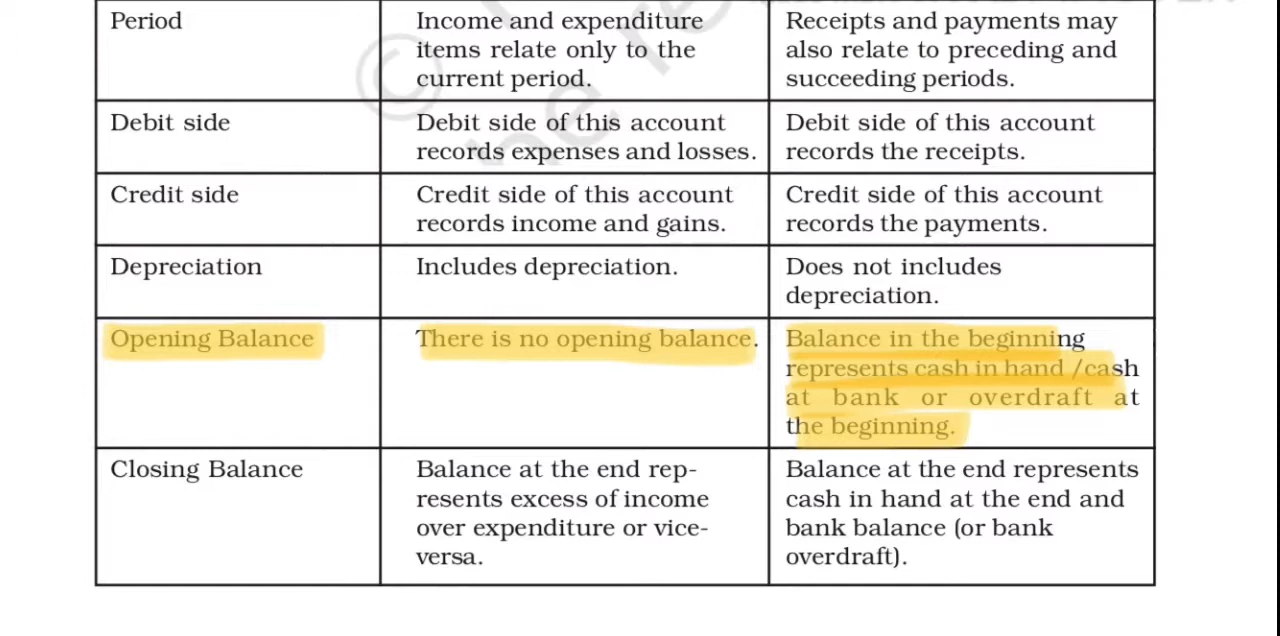 Period
Income and expenditure
items relate only to the
current period.
Receipts and payments may
also relate to preceding and
succeeding periods.
Debit side
Debit side of this account
records expenses and losses.
Debit side of this account
records the receipts.
Credit side
Credit side of this account
records income and gains.
Credit side of this account
records the payments.
Depreciation
Includes depreciation.
Does not includes
depreciation.
Opening Balance
There is no opening balance.
Balance in the beginning
represents cash in hand /cash
at bank or overdraft at
the beginning.
Closing Balance
Balance at the end rep-
resents excess of income
over expenditure or vice-
versa.
Balance at the end represents
cash in hand at the end and
bank balance (or bank
overdraft).